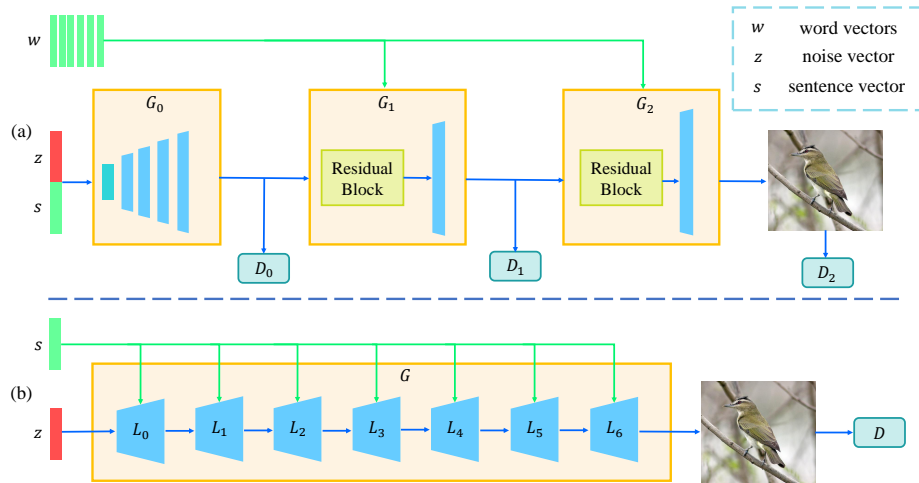 w
w word vectors
z noise vector
s sentence vector
G₀
G₁
G₂
(a)
z
s
Residual
Block
Residual
Block
D₀
D₁
D₂
s
G
(b)
z
L₀
L₁
L₂
L₃
L₄
L₅
L₆
D